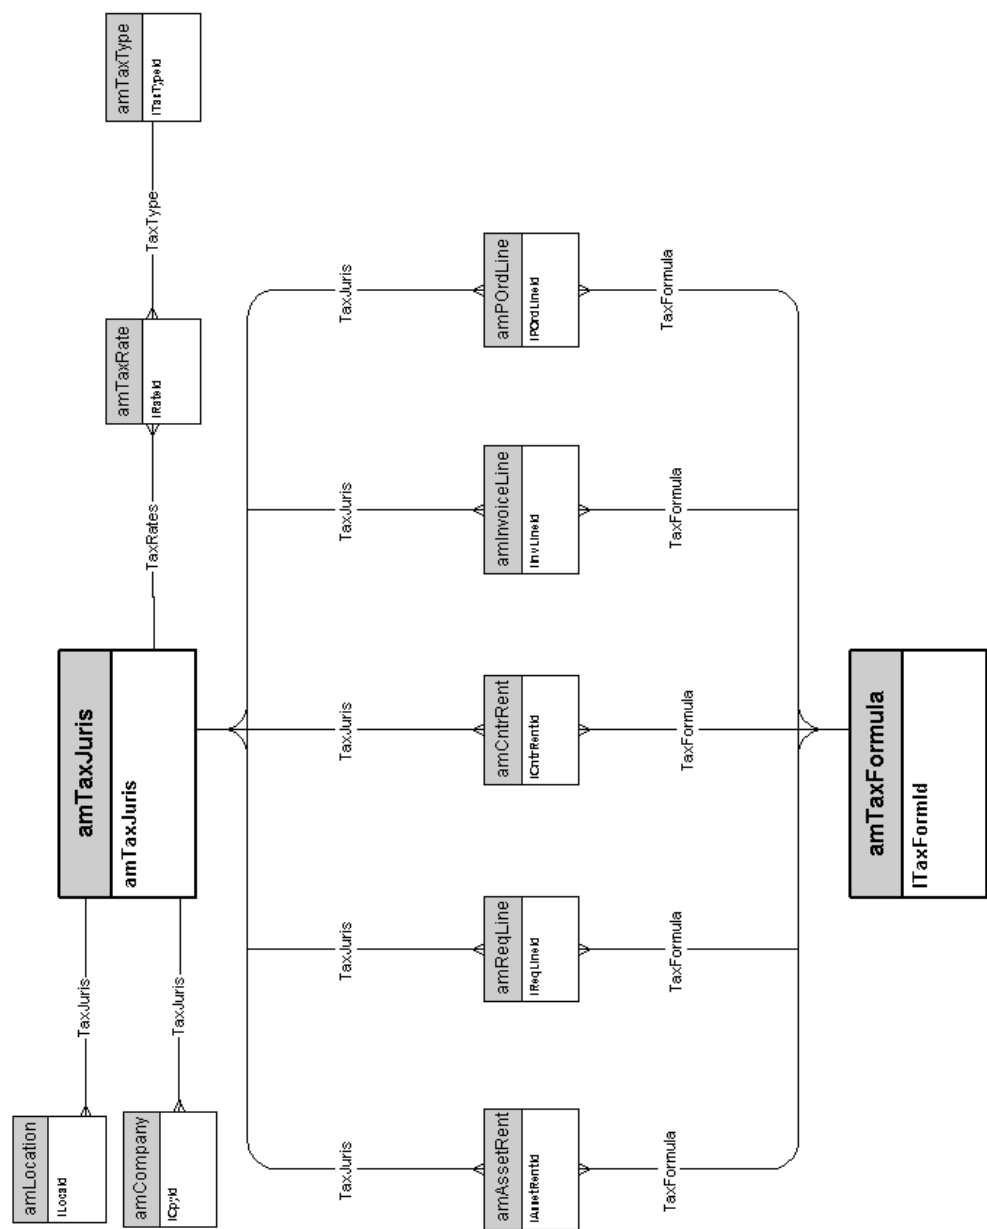 amLocation
lLocaId
amCompany
lCpyId
TaxJuris
TaxJuris
amTaxJuris
amTaxJuris
TaxRates
amTaxRate
lRateId
TaxType
amTaxType
lTaxTypeId
TaxJuris
TaxJuris
TaxJuris
TaxJuris
TaxJuris
amAssetRent
lAssetRentId
amReqLine
lReqLineId
amCntrRent
lCntrRentId
amInvoiceLine
lInvLineId
amPOrdLine
lPOrdLineId
TaxFormula
TaxFormula
TaxFormula
TaxFormula
TaxFormula
amTaxFormula
lTaxFormId